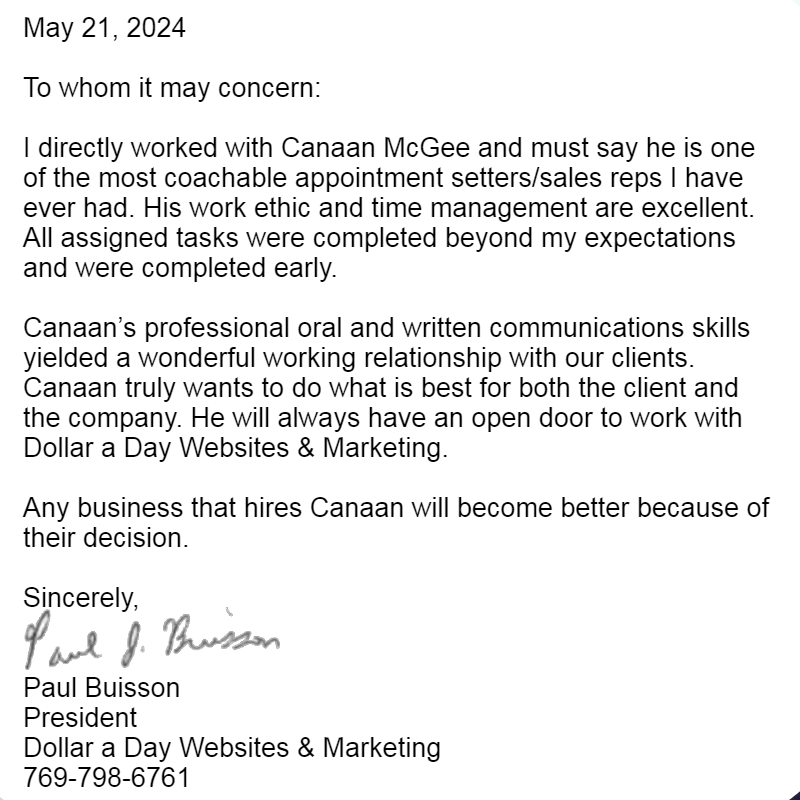 May 21, 2024
To whom it may concern:
I directly worked with Canaan McGee and must say he is one
of the most coachable appointment setters/sales reps I have
ever had. His work ethic and time management are excellent.
All assigned tasks were completed beyond my expectations
and were completed early.
Canaan’s professional oral and written communications skills
yielded a wonderful working relationship with our clients.
Canaan truly wants to do what is best for both the client and
the company. He will always have an open door to work with
Dollar a Day Websites & Marketing.
Any business that hires Canaan will become better because of
their decision.
Sincerely,
Paul J. Buisson
Paul Buisson
President
Dollar a Day Websites & Marketing
769-798-6761